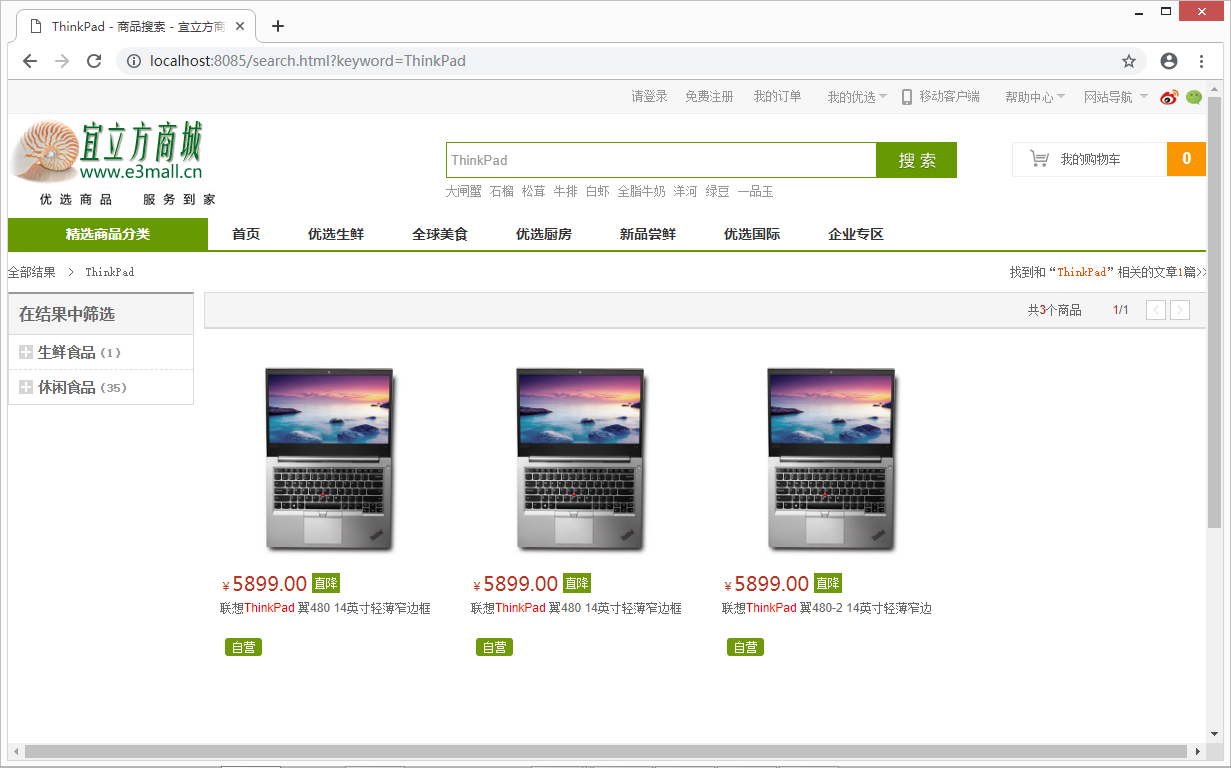 ThinkPad - 商品搜索 - 宜立方商
localhost:8085/search.html?keyword=ThinkPad
请登录 免费注册 我的订单 我的优选 移动客户端 帮助中心 网站导航
宜立方商城
www.e3mall.cn
优选商品 服务到家
ThinkPad 搜索 我的购物车 0
大闸蟹 石榴 松茸 牛排 白虾 全脂牛奶 洋河 绿豆 一品玉
精选商品分类 首页 优选生鲜 全球美食 优选厨房 新品尝鲜 优选国际 企业专区
全部结果 > ThinkPad 找到和“ThinkPad”相关的文章1篇>>
在结果中筛选 共3个商品 1/1 < >
生鲜食品 (1)
休闲食品 (35)
¥5899.00 直降 ¥5899.00 直降 ¥5899.00 直降
联想ThinkPad 翼480 14英寸轻薄窄边框 联想ThinkPad 翼480 14英寸轻薄窄边框 联想ThinkPad 翼480-2 14英寸轻薄窄边
自营 自营 自营